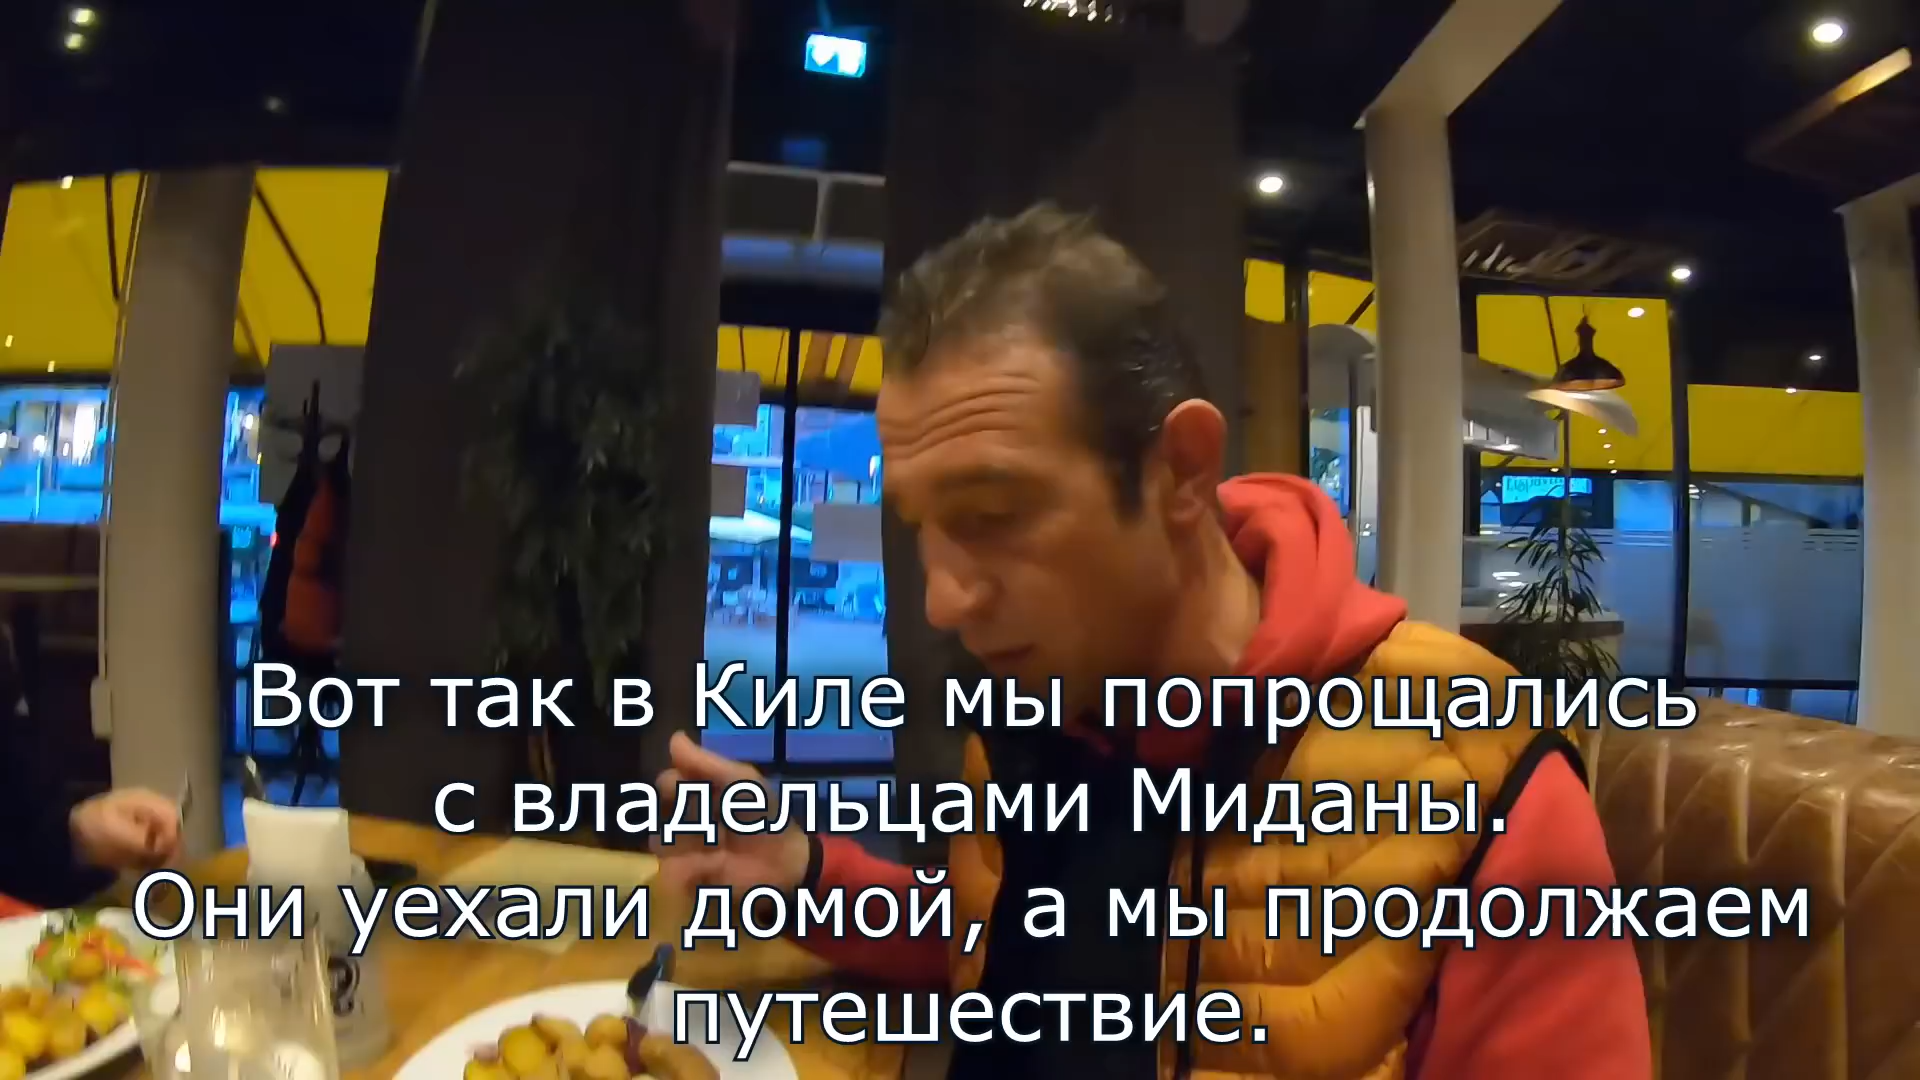 Вот так в Киле мы попрощались
с владельцами Миданы.
Они уехали домой, а мы продолжаем
путешествие.